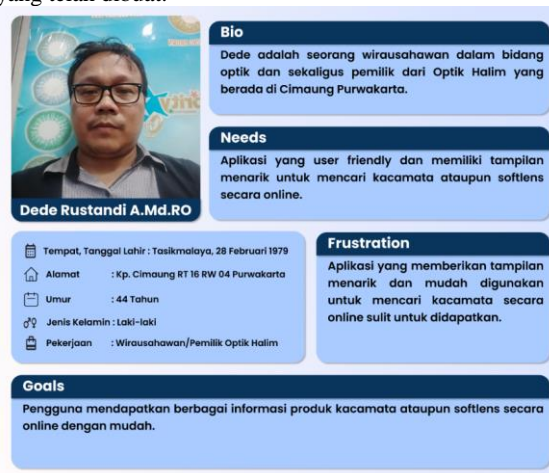 Bio
Dede adalah seorang wirausahawan dalam bidang
optik dan sekaligus pemilik dari Optik Halim yang
berada di Cimaung Purwakarta.
Needs
Aplikasi yang user friendly dan memiliki tampilan
menarik untuk mencari kacamata ataupun softlens
secara online.
Dede Rustandi A.Md.RO
Tempat, Tanggal Lahir : Tasikmalaya, 28 Februari 1979
Alamat : Kp. Cimaung RT 16 RW 04 Purwakarta
Umur : 44 Tahun
Jenis Kelamin : Laki-laki
Pekerjaan : Wirausahawan/Pemilik Optik Halim
Frustration
Aplikasi yang memberikan tampilan
menarik dan mudah digunakan
untuk mencari kacamata secara
online sulit untuk didapatkan.
Goals
Pengguna mendapatkan berbagai informasi produk kacamata ataupun softlens secara
online dengan mudah.